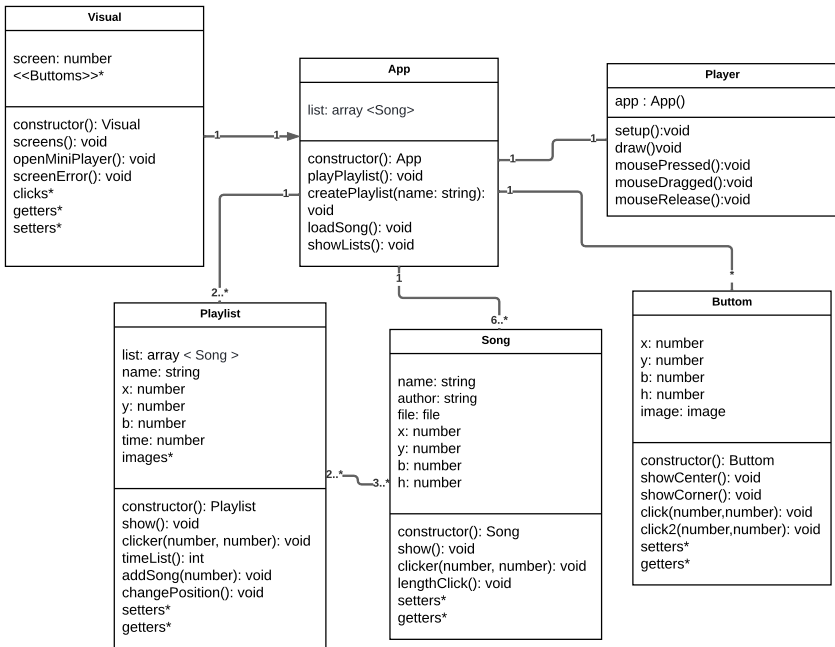 Visual
screen: number
<<Buttoms>>*
constructor(): Visual
screens(): void
openMiniPlayer(): void
screenError(): void
clicks*
getters*
setters*
1
1
App
list: array <Song>
constructor(): App
playPlaylist(): void
createPlaylist(name: string):
void
loadSong(): void
showLists(): void
1
1
Player
app : App()
setup():void
draw()void
mousePressed():void
mouseDragged():void
mouseRelease():void
1
2..*
1
6..*
1
*
Playlist
list: array < Song >
name: string
x: number
y: number
b: number
time: number
images*
constructor(): Playlist
show(): void
clicker(number, number): void
timeList(): int
addSong(number): void
changePosition(): void
setters*
getters*
2..*
3..*
Song
name: string
author: string
file: file
x: number
y: number
b: number
h: number
constructor(): Song
show(): void
clicker(number, number): void
lengthClick(): void
setters*
getters*
Buttom
x: number
y: number
b: number
h: number
image: image
constructor(): Buttom
showCenter(): void
showCorner(): void
click(number,number): void
click2(number,number): void
setters*
getters*